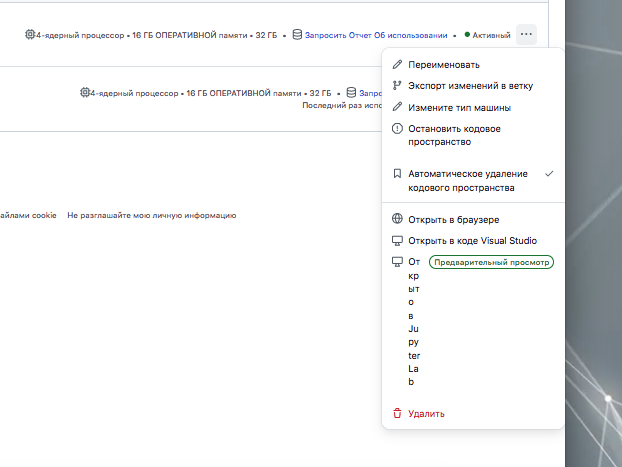 4-ядерный процессор • 16 ГБ ОПЕРАТИВНОЙ памяти • 32 ГБ • Запросить Отчет Об использовании • Активный ...
Переименовать
Экспорт изменений в ветку
4-ядерный процессор • 16 ГБ ОПЕРАТИВНОЙ памяти • 32 ГБ • Запро
Последний раз испо
Измените тип машины
Остановить кодовое
пространство
Автоматическое удаление
кодового пространства
айлами cookie Не разглашайте мою личную информацию
Открыть в браузере
Открыть в коде Visual Studio
От
кр
ыт
о
в
Ju
py
ter
La
b
Предварительный просмотр
Удалить